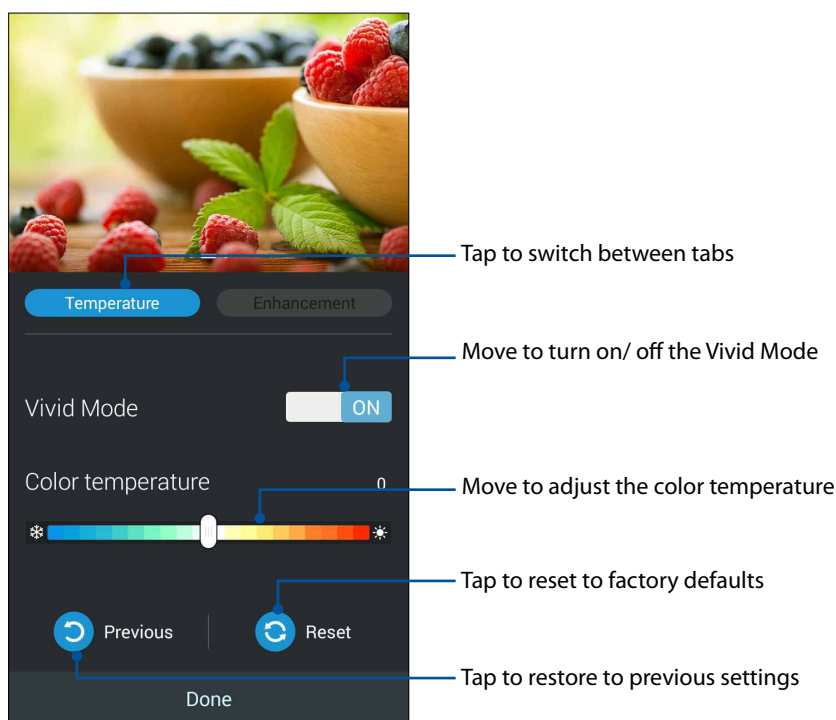 Tap to switch between tabs
Temperature
Enhancement
Move to turn on/ off the Vivid Mode
Vivid Mode
ON
Color temperature
0
Move to adjust the color temperature
Tap to reset to factory defaults
Previous
Reset
Tap to restore to previous settings
Done